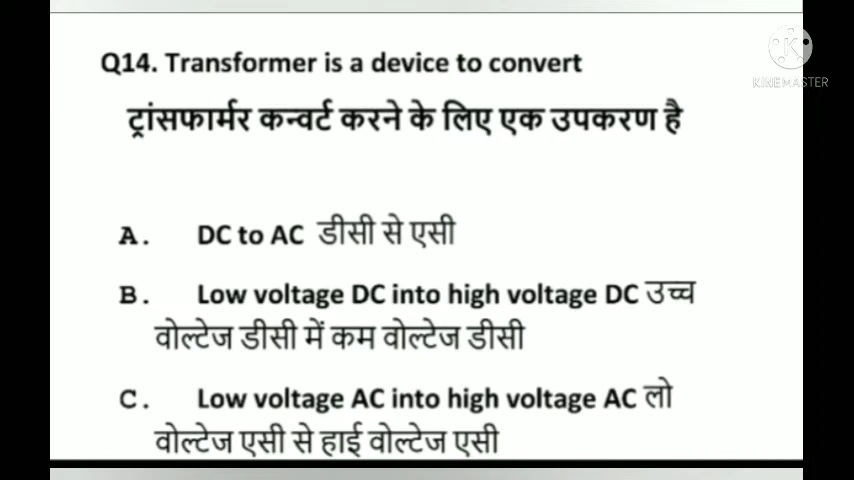 Q14. Transformer is a device to convert
ट्रांसफार्मर कन्वर्ट करने के लिए एक उपकरण है
A. DC to AC डीसी से एसी
B. Low voltage DC into high voltage DC उच्च
वोल्टेज डीसी में कम वोल्टेज डीसी
C. Low voltage AC into high voltage AC लो
वोल्टेज एसी से हाई वोल्टेज एसी
K
KINEMASTER